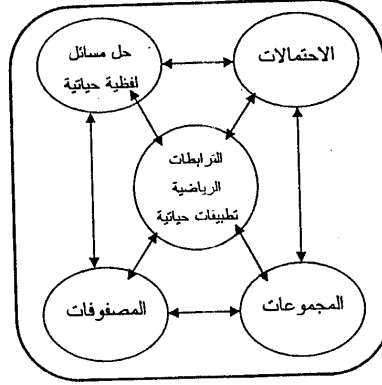 حل مسائل
لفظية حياتية
الاحتمالات
الترابطات
الرياضية
تطبيقات حياتية
المصفوفات
المجموعات